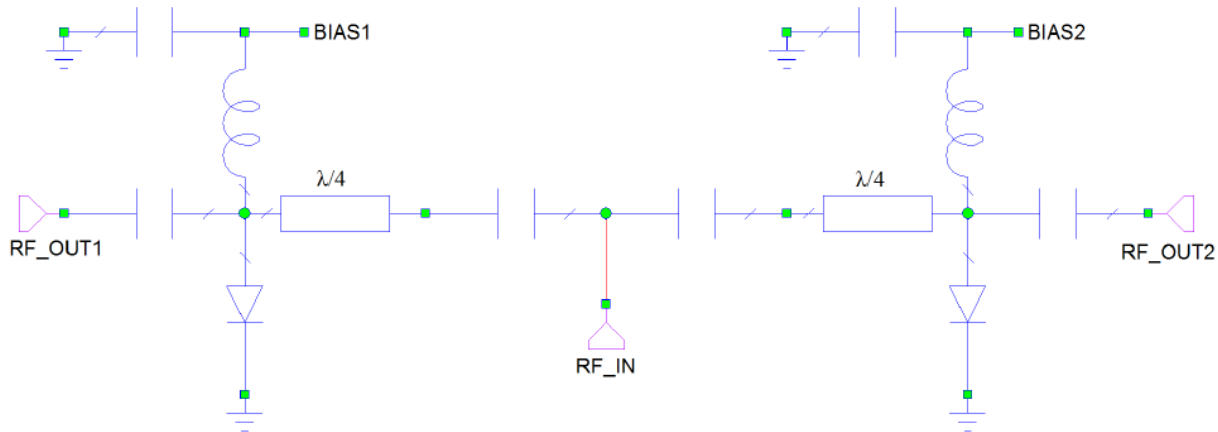 BIAS1
BIAS2
λ/4
λ/4
RF_OUT1
RF_OUT2
RF_IN